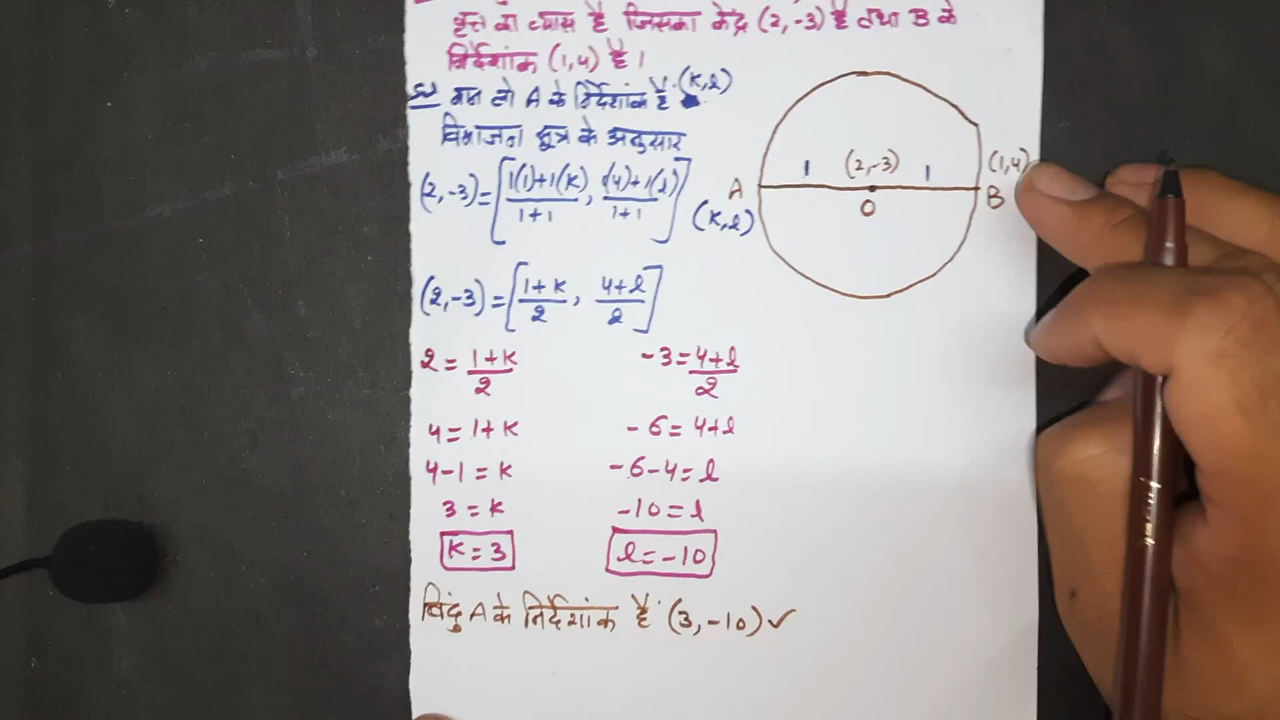 वृत्त का व्यास है जिसका केंद्र (2,-3) है तथा B के
निर्देशांक (1,4) है।
हल मान लो A के निर्देशांक हैं (k,l)
विभाजन सूत्र के अनुसार
(2,-3)=[1(1)+1(k)/1+1, 1(4)+1(l)/1+1]
(2,-3)=[1+k/2, 4+l/2]
2=1+k/2 -3=4+l/2
4=1+k -6=4+l
4-1=k -6-4=l
3=k -10=l
k=3 l=-10
बिंदु A के निर्देशांक हैं (3,-10)✓
1 (2,-3) 1 (1,4)
A O B
(k,l)